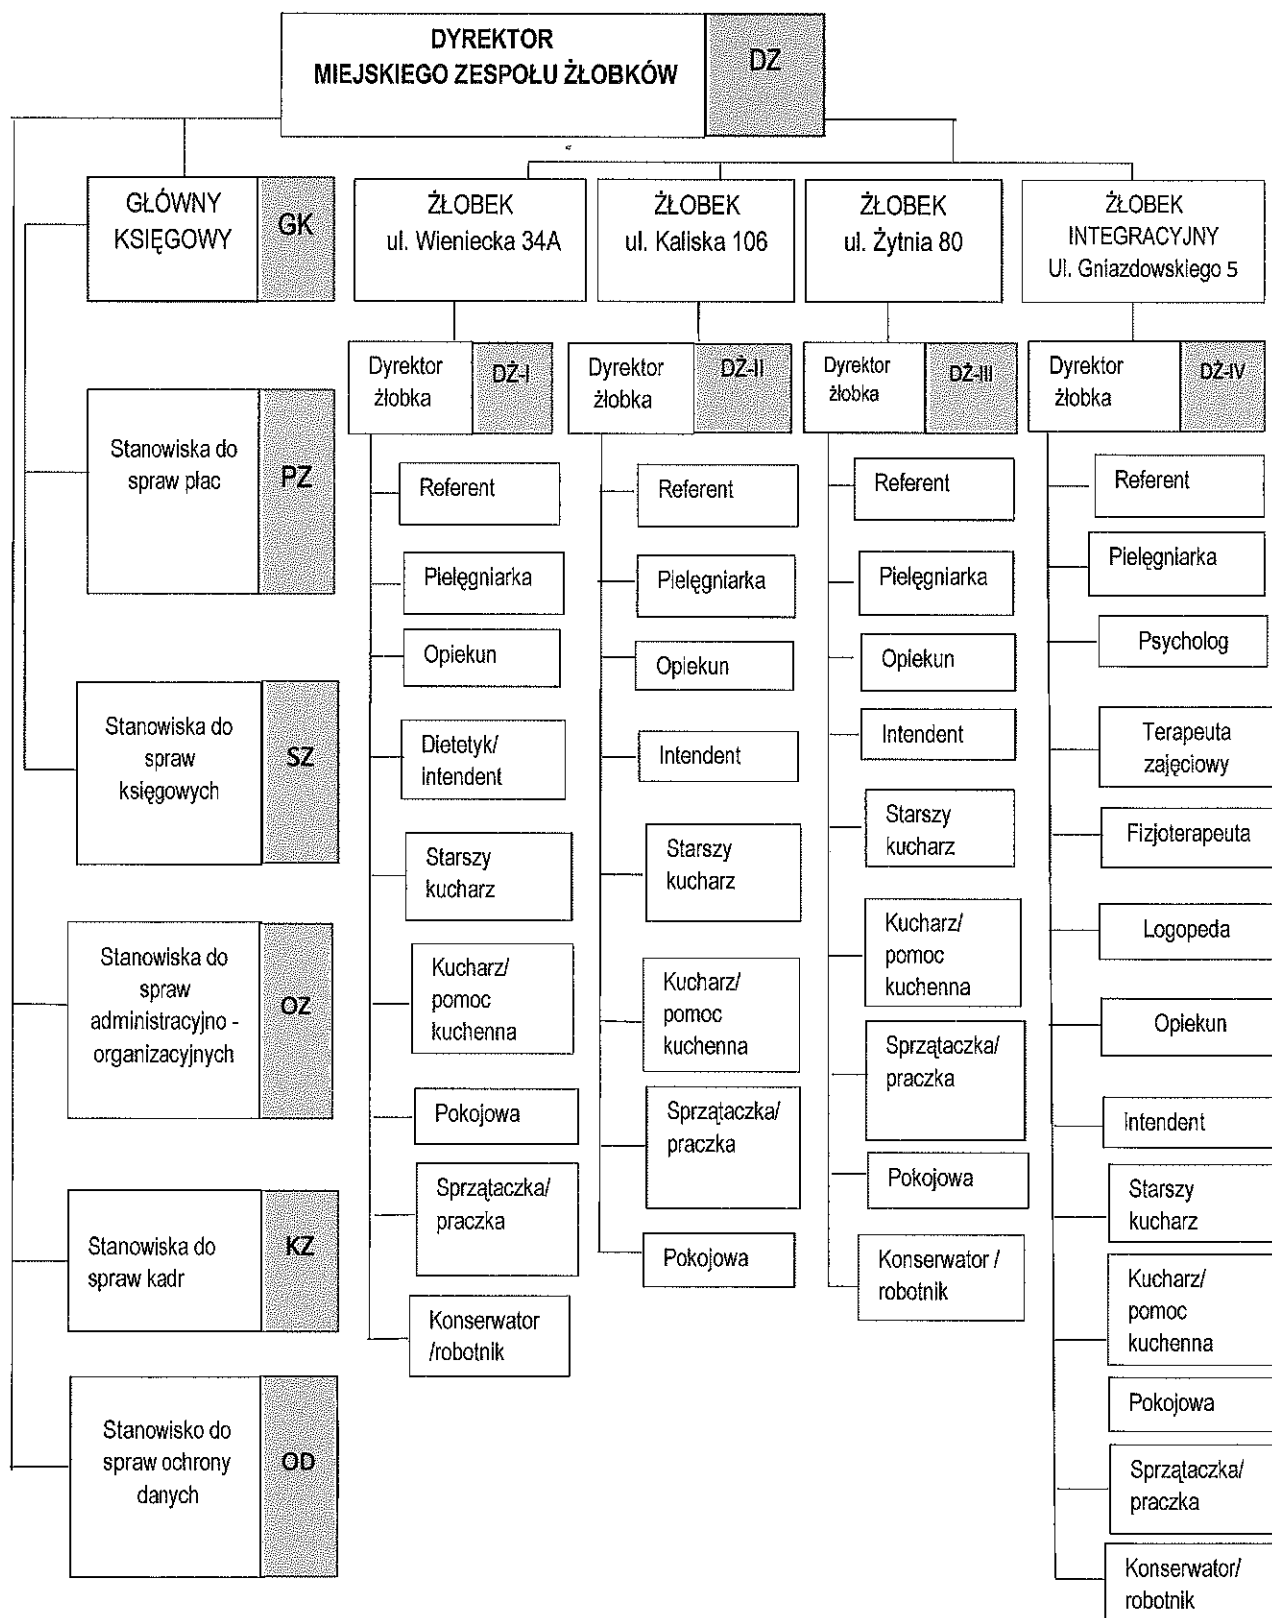 DYREKTOR
MIEJSKIEGO ZESPOŁU ŻŁOBKÓW
DZ
GŁÓWNY
KSIĘGOWY
GK
ŻŁOBEK
ul. Wieniecka 34A
ŻŁOBEK
ul. Kaliska 106
ŻŁOBEK
ul. Żytnia 80
ŻŁOBEK
INTEGRACYJNY
Ul. Gniazdowskiego 5
Stanowiska do
spraw płac
PZ
Stanowiska do
spraw
księgowych
SZ
Stanowiska do
spraw
administracyjno -
organizacyjnych
OZ
Stanowiska do
spraw kadr
KZ
Stanowisko do
spraw ochrony
danych
OD
Dyrektor
żłobka
DŻ-I
Referent
Pielęgniarka
Opiekun
Dietetyk/
intendent
Starszy
kucharz
Kucharz/
pomoc
kuchenna
Pokojowa
Sprzątaczka/
praczka
Konserwator
/robotnik
Dyrektor
żłobka
DŻ-II
Referent
Pielęgniarka
Opiekun
Intendent
Starszy
kucharz
Kucharz/
pomoc
kuchenna
Sprzątaczka/
praczka
Pokojowa
Dyrektor
żłobka
DŻ-III
Referent
Pielęgniarka
Opiekun
Intendent
Starszy
kucharz
Kucharz/
pomoc
kuchenna
Sprzątaczka/
praczka
Pokojowa
Konserwator /
robotnik
Dyrektor
żłobka
DŻ-IV
Referent
Pielęgniarka
Psycholog
Terapeuta
zajęciowy
Fizjoterapeuta
Logopeda
Opiekun
Intendent
Starszy
kucharz
Kucharz/
pomoc
kuchenna
Pokojowa
Sprzątaczka/
praczka
Konserwator/
robotnik